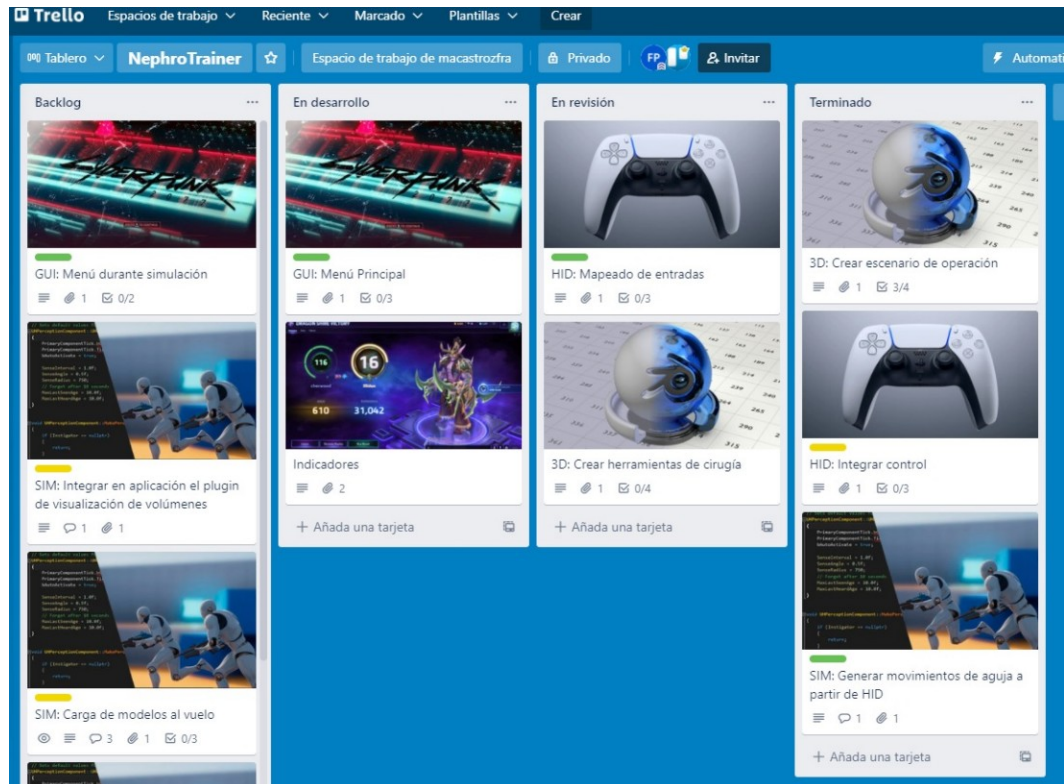 Trello
Espacios de trabajo
Reciente
Marcado
Plantillas
Crear
Tablero
NephroTrainer
Espacio de trabajo de macastrozfra
Privado
FP
Invitar
Automati
Backlog
CYBERPUNK
GUI: Menú durante simulación
1
0/2
SIM: Integrar en aplicación el plugin
de visualización de volúmenes
1
1
SIM: Carga de modelos al vuelo
3
1
0/3
En desarrollo
CYBERPUNK
GUI: Menú Principal
1
0/3
116
16
610
31,042
Indicadores
2
+ Añada una tarjeta
En revisión
HID: Mapeado de entradas
1
0/3
3D: Crear herramientas de cirugía
1
0/4
+ Añada una tarjeta
Terminado
3D: Crear escenario de operación
1
3/4
HID: Integrar control
1
0/3
SIM: Generar movimientos de aguja a
partir de HID
1
1
+ Añada una tarjeta